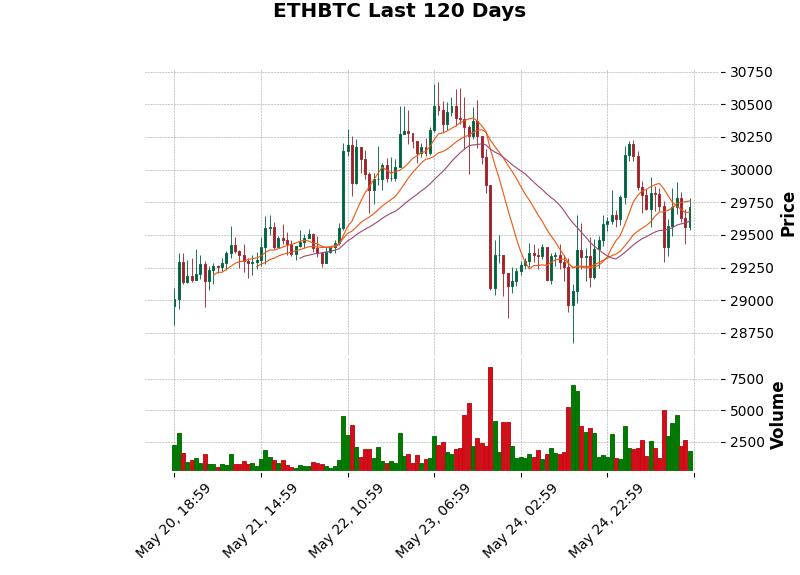 ETHBTC Last 120 Days
30750
30500
30250
30000
29750
29500
29250
29000
28750
Price
7500
5000
2500
Volume
May 20, 18:59
May 21, 14:59
May 22, 10:59
May 23, 06:59
May 24, 02:59
May 24, 22:59